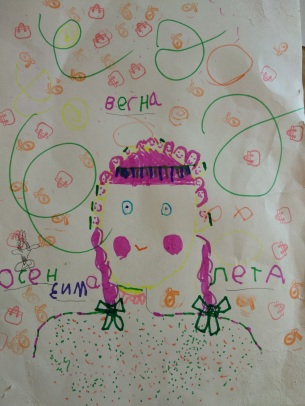 вегна
осен
зима
лета